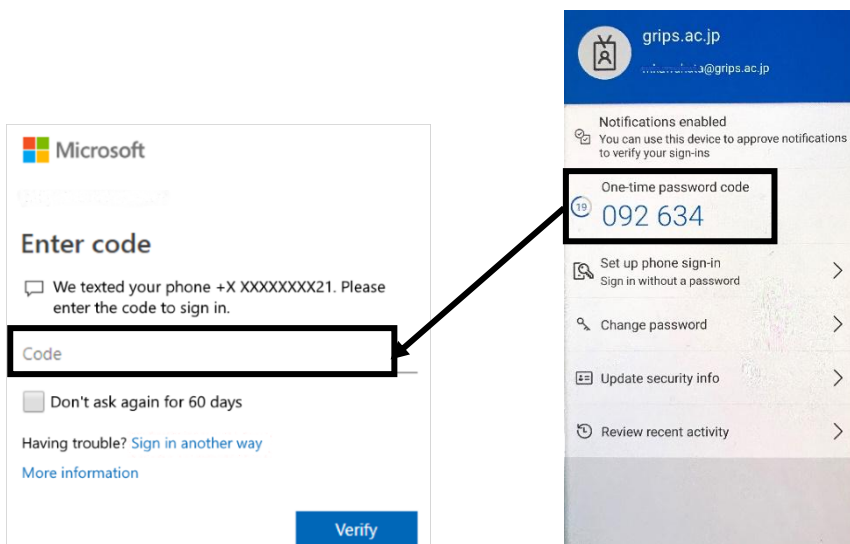 Microsoft
Enter code
We texted your phone +X XXXXXXXX21. Please
enter the code to sign in.
Code
Don't ask again for 60 days
Having trouble? Sign in another way
More information
Verify
grips.ac.jp
@grips.ac.jp
Notifications enabled
You can use this device to approve notifications
to verify your sign-ins
One-time password code
19
092 634
Set up phone sign-in
Sign in without a password
Change password
Update security info
Review recent activity